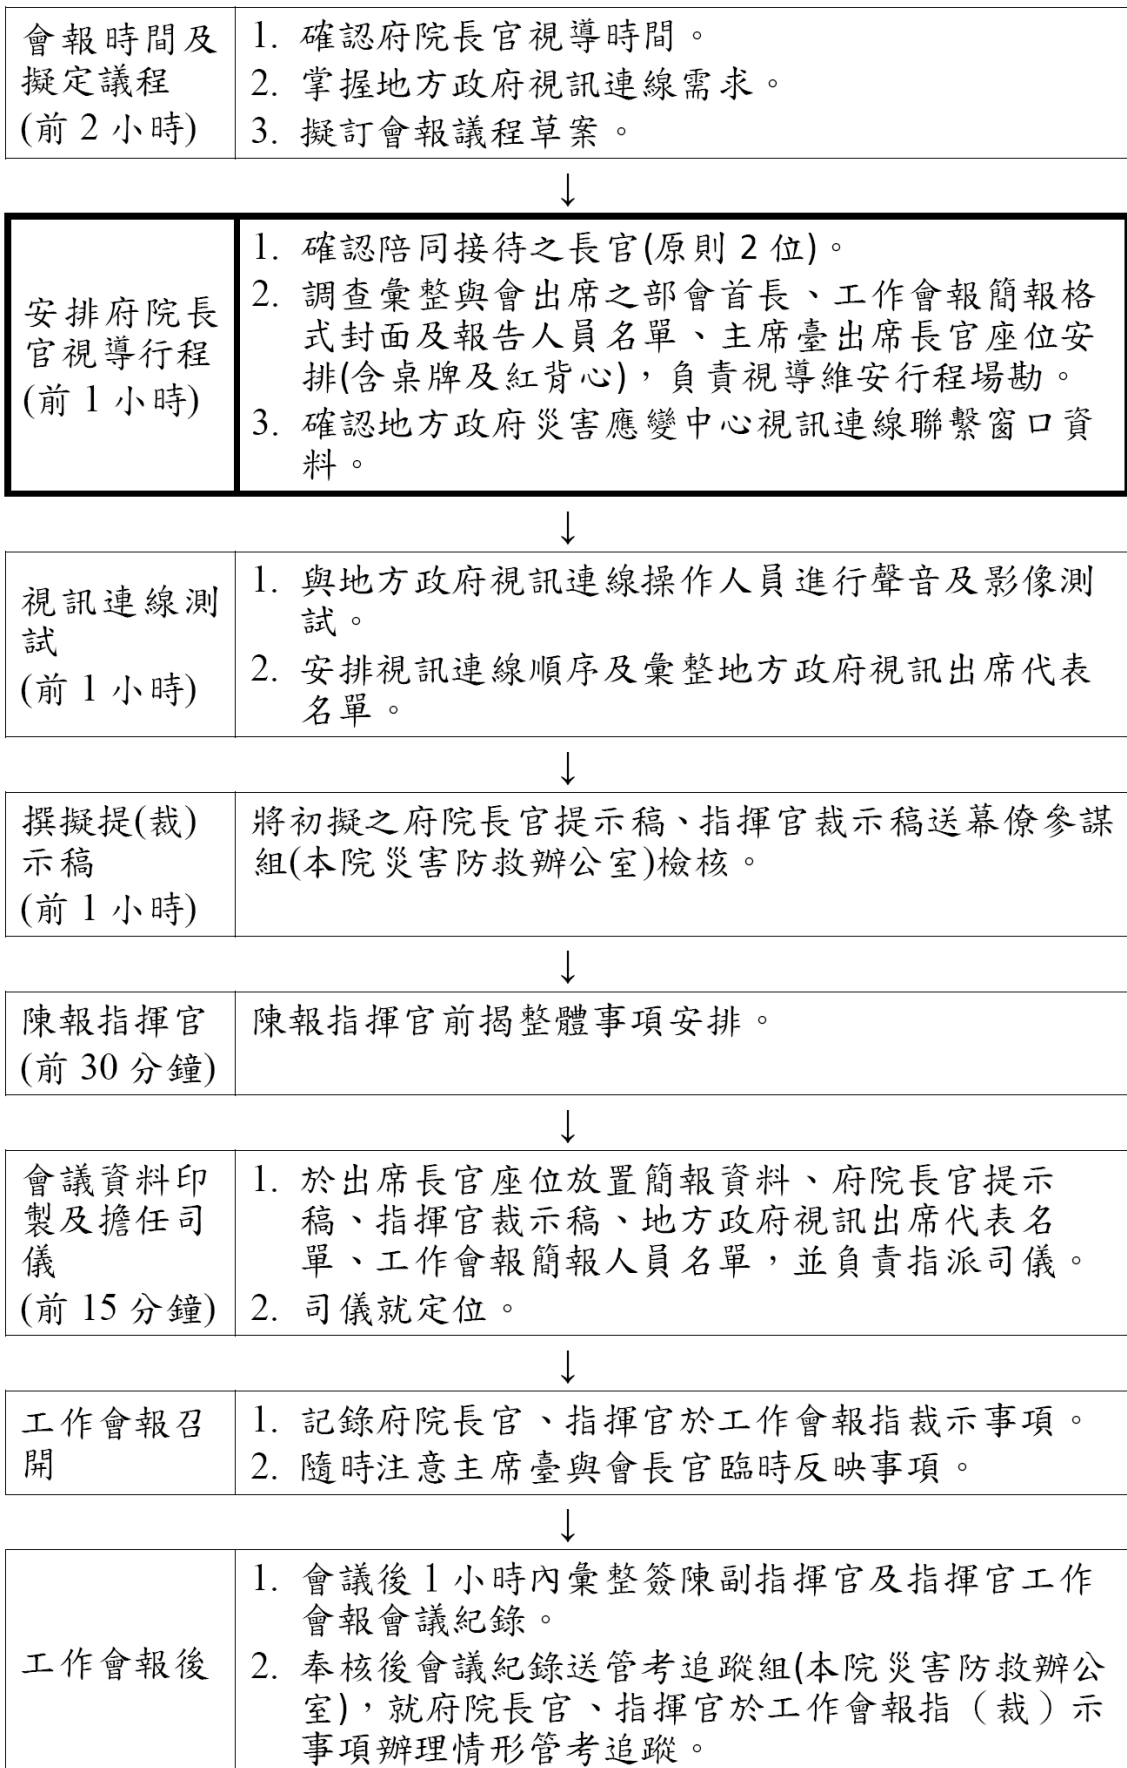 會報時間及
擬定議程
(前 2 小時)
1. 確認府院長官視導時間。
2. 掌握地方政府視訊連線需求。
3. 擬訂會報議程草案。
↓
安排府院長
官視導行程
(前 1 小時)
1. 確認陪同接待之長官(原則 2 位)。
2. 調查彙整與會出席之部會首長、工作會報簡報格
式封面及報告人員名單、主席臺出席長官座位安
排(含桌牌及紅背心)，負責視導維安行程場勘。
3. 確認地方政府災害應變中心視訊連線聯繫窗口資
料。
↓
視訊連線測
試
(前 1 小時)
1. 與地方政府視訊連線操作人員進行聲音及影像測
試。
2. 安排視訊連線順序及彙整地方政府視訊出席代表
名單。
↓
撰擬提(裁)
示稿
(前 1 小時)
將初擬之府院長官提示稿、指揮官裁示稿送幕僚參謀
組(本院災害防救辦公室)檢核。
↓
陳報指揮官
(前 30 分鐘)
陳報指揮官前揭整體事項安排。
↓
會議資料印
製及擔任司
儀
(前 15 分鐘)
1. 於出席長官座位放置簡報資料、府院長官提示
稿、指揮官裁示稿、地方政府視訊出席代表名
單、工作會報簡報人員名單，並負責指派司儀。
2. 司儀就定位。
↓
工作會報召
開
1. 記錄府院長官、指揮官於工作會報指裁示事項。
2. 隨時注意主席臺與會長官臨時反映事項。
↓
工作會報後
1. 會議後 1 小時內彙整簽陳副指揮官及指揮官工作
會報會議紀錄。
2. 奉核後會議紀錄送管考追蹤組(本院災害防救辦公
室)，就府院長官、指揮官於工作會報指（裁）示
事項辦理情形管考追蹤。